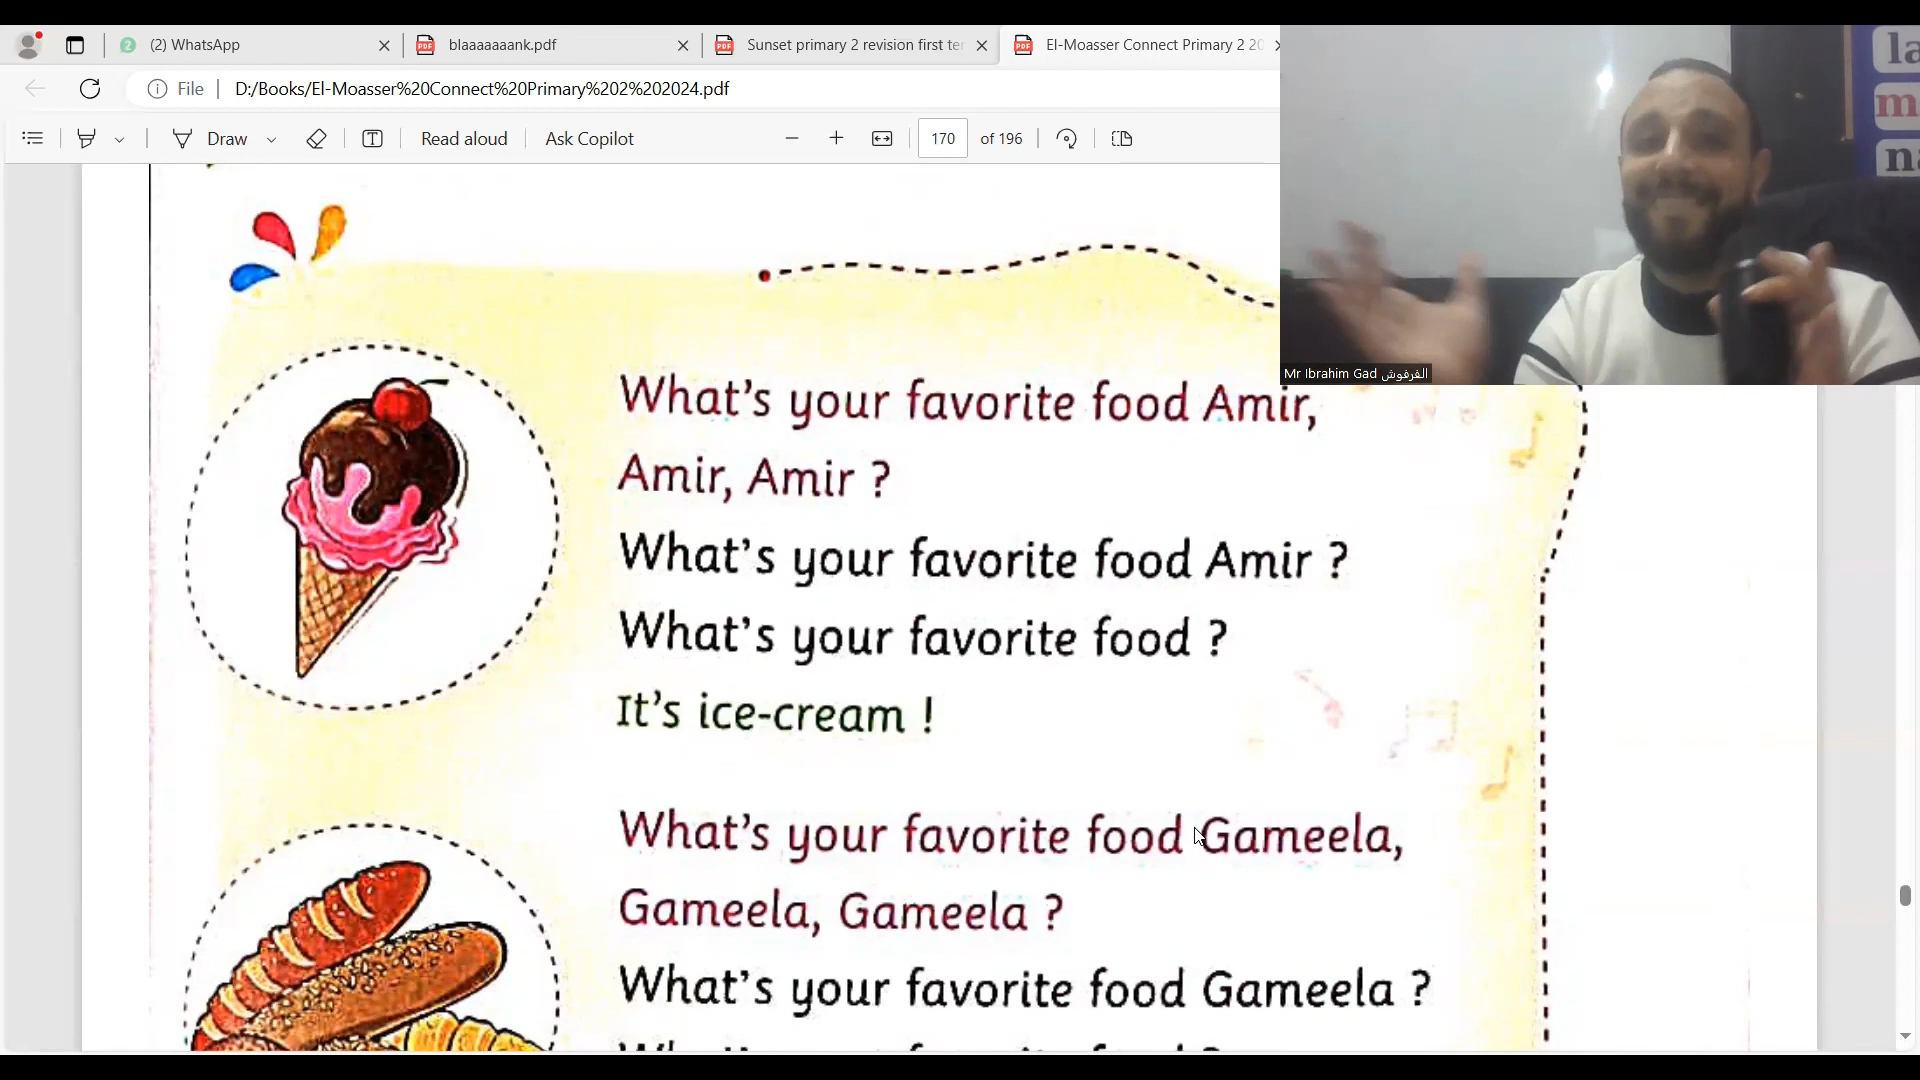 (2) WhatsApp
blaaaaaaank.pdf
Sunset primary 2 revision first te
El-Moasser Connect Primary 2 20
File
D:/Books/El-Moasser%20Connect%20Primary%202%202024.pdf
Draw
Read aloud
Ask Copilot
170 of 196
la
m
na
Mr Ibrahim Gad الفرفوش
What's your favorite food Amir,
Amir, Amir ?
What's your favorite food Amir ?
What's your favorite food ?
It's ice-cream !
What's your favorite food Gameela,
Gameela, Gameela ?
What's your favorite food Gameela ?